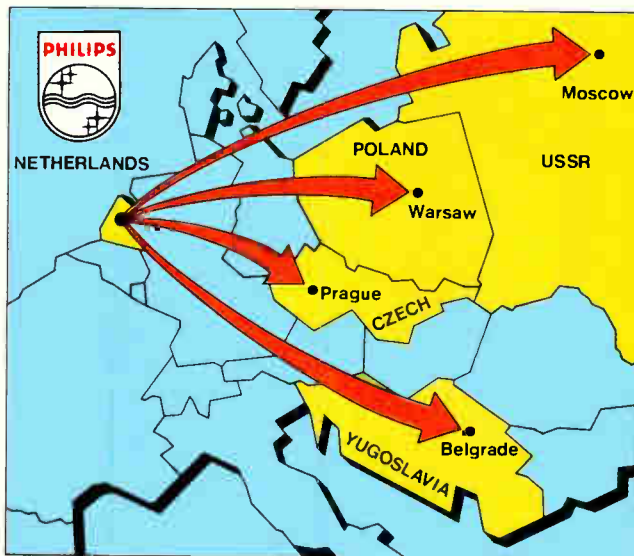 PHILIPS
Moscow
NETHERLANDS
POLAND
USSR
Warsaw
Prague
CZECH
Belgrade
YUGOSLAVIA